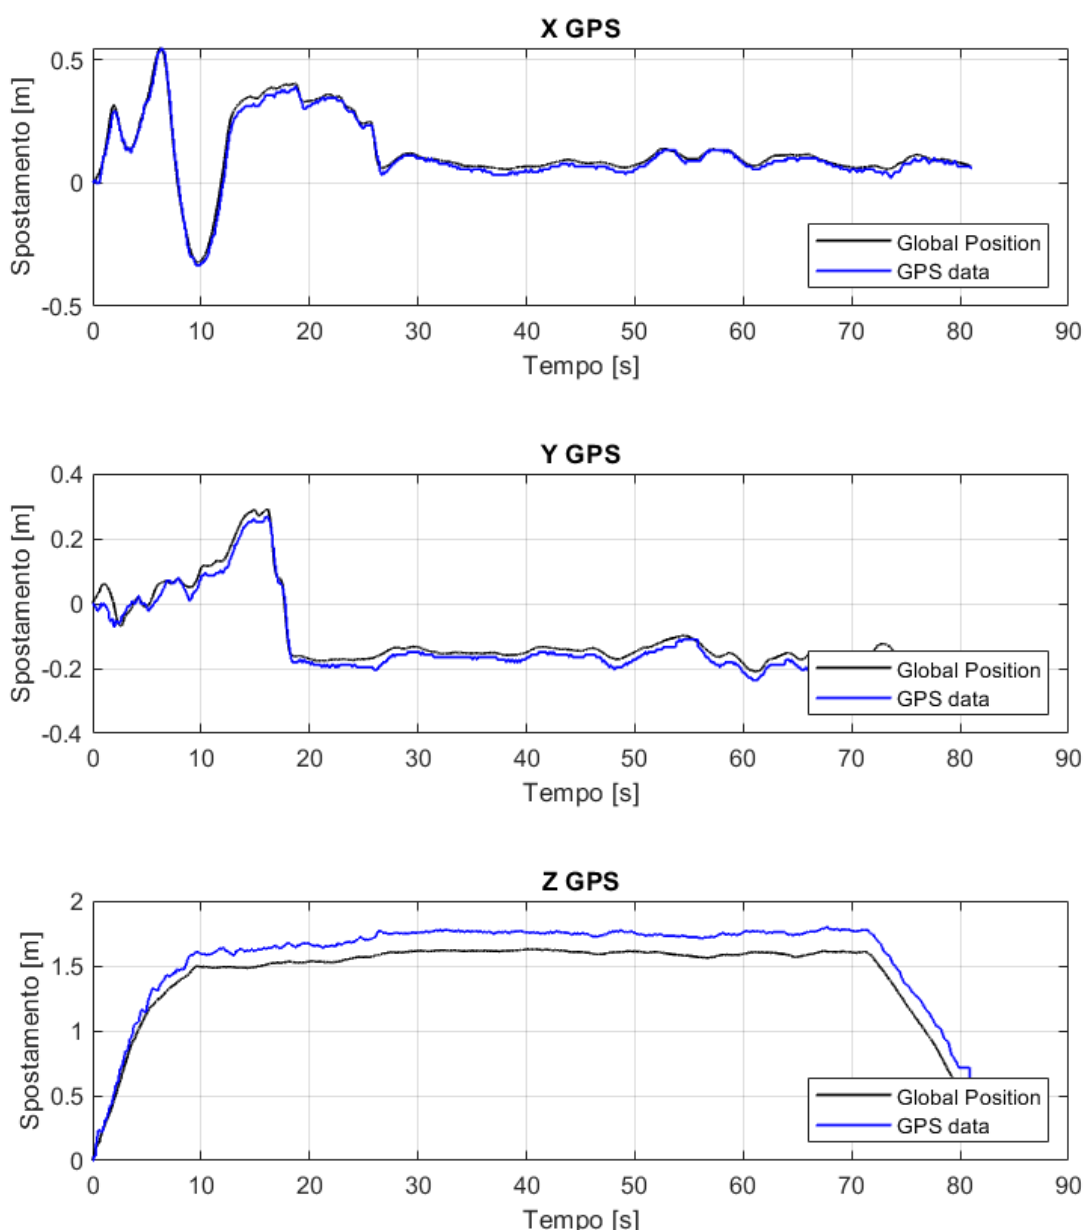 X GPS
0.5
0
-0.5
Spostamento [m]
0 10 20 30 40 50 60 70 80 90
Tempo [s]
Global Position
GPS data
Y GPS
0.4
0.2
0
-0.2
-0.4
Spostamento [m]
0 10 20 30 40 50 60 70 80 90
Tempo [s]
Global Position
GPS data
Z GPS
2
1.5
1
0.5
0
Spostamento [m]
0 10 20 30 40 50 60 70 80 90
Tempo [s]
Global Position
GPS data